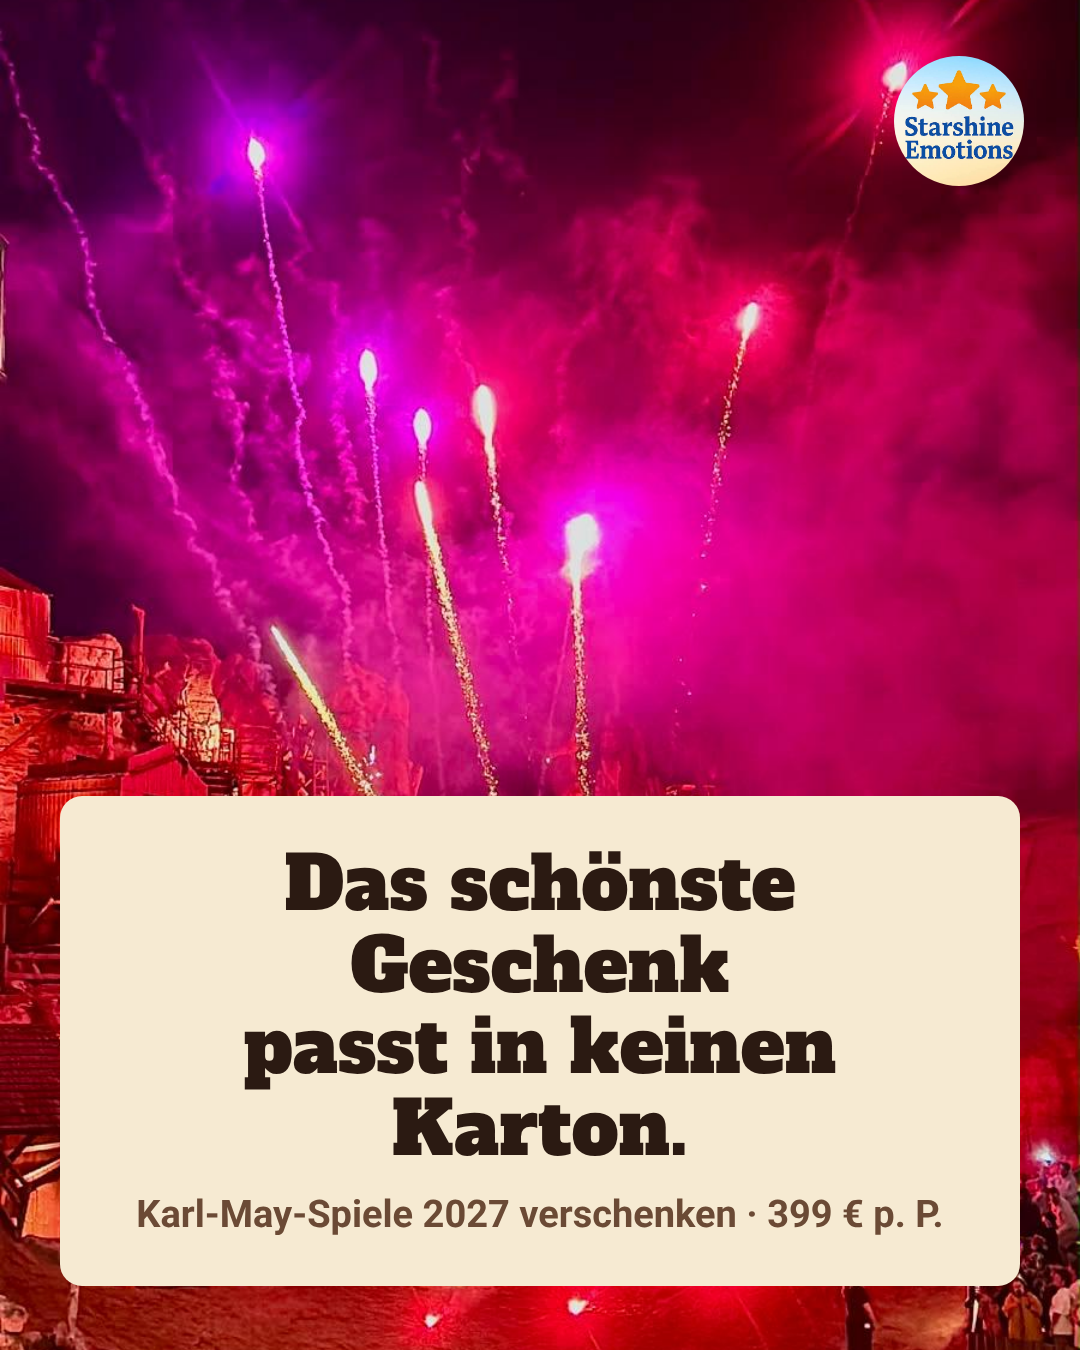 Starshine
Emotions
Das schönste
Geschenk
passt in keinen
Karton.
Karl-May-Spiele 2027 verschenken · 399 € p. P.